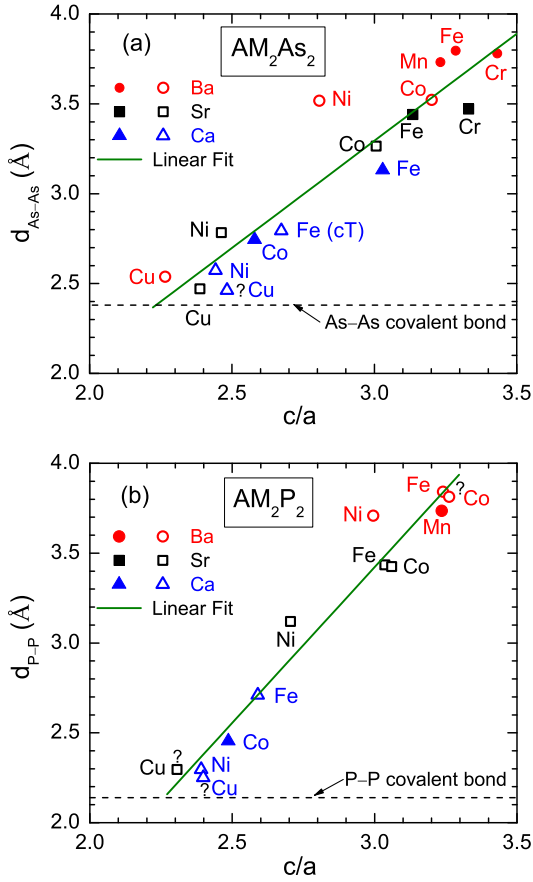 (a)
AM2As2
Ba
Sr
Ca
Linear Fit
Fe
Mn
Cr
Co
Ni
Fe
Cr
Co
Fe
Ni
Fe (cT)
Co
Cu
Ni
? Cu
Cu
As–As covalent bond
4.0
3.5
3.0
2.5
2.0
dAs–As (Å)
2.0
2.5
3.0
3.5
c/a
(b)
AM2P2
Ba
Sr
Ca
Linear Fit
Fe
?
Co
Ni
Mn
Fe
Co
Ni
Fe
Co
?
Cu
Ni
? Cu
P–P covalent bond
4.0
3.5
3.0
2.5
2.0
dP–P (Å)
2.0
2.5
3.0
3.5
c/a